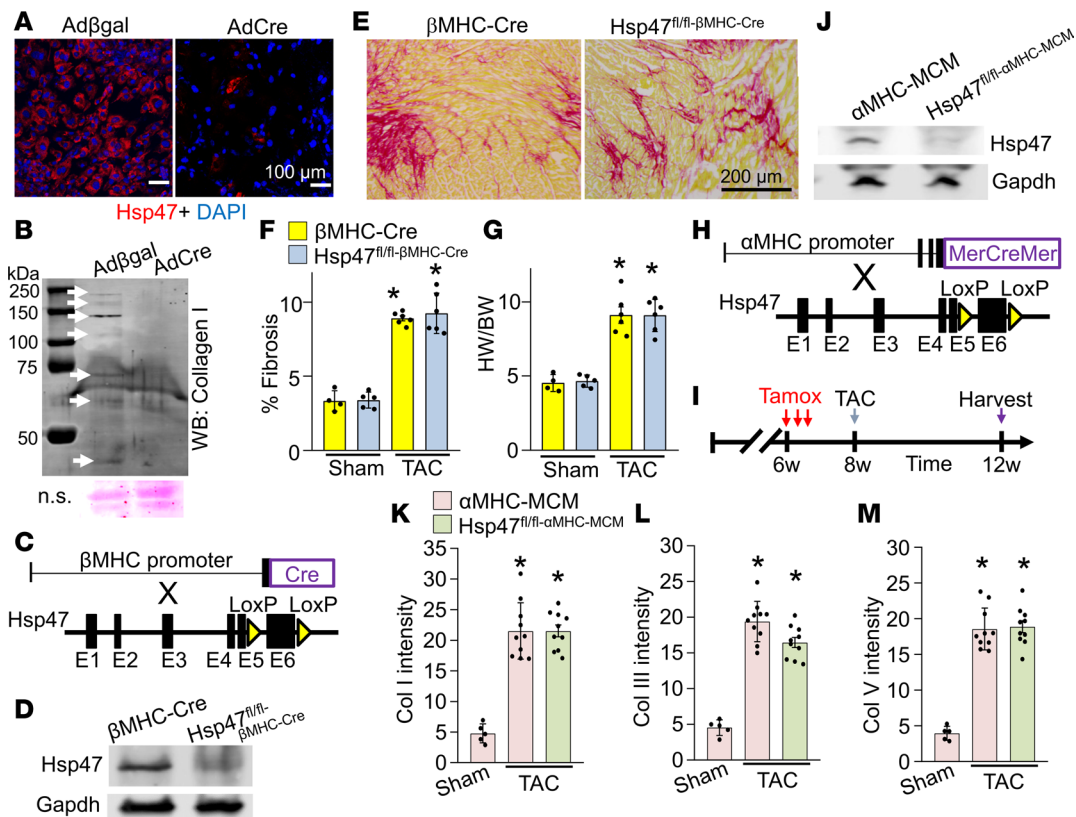 A
Adβgal
AdCre
100 µm
Hsp47+ DAPI
B
kDa
Adβgal
AdCre
250
150
100
75
50
WB: Collagen I
n.s.
C
βMHC promoter
Cre
X
Hsp47
LoxP
LoxP
E1
E2
E3
E4
E5
E6
D
βMHC-Cre
Hsp47fl/fl-βMHC-Cre
Hsp47
Gapdh
E
βMHC-Cre
Hsp47fl/fl-βMHC-Cre
200 µm
F
βMHC-Cre
Hsp47fl/fl-βMHC-Cre
% Fibrosis
10
5
0
Sham
TAC
G
HW/BW
10
5
0
Sham
TAC
H
αMHC promoter
MerCreMer
X
Hsp47
LoxP
LoxP
E1
E2
E3
E4
E5
E6
I
Tamox
TAC
Harvest
6w
8w
Time
12w
J
αMHC-MCM
Hsp47fl/fl-αMHC-MCM
Hsp47
Gapdh
K
αMHC-MCM
Hsp47fl/fl-αMHC-MCM
Col I intensity
35
30
25
20
15
10
5
0
*
*
Sham
TAC
L
Col III intensity
30
25
20
15
10
5
0
*
*
Sham
TAC
M
Col V intensity
35
30
25
20
15
10
5
0
*
*
Sham
TAC